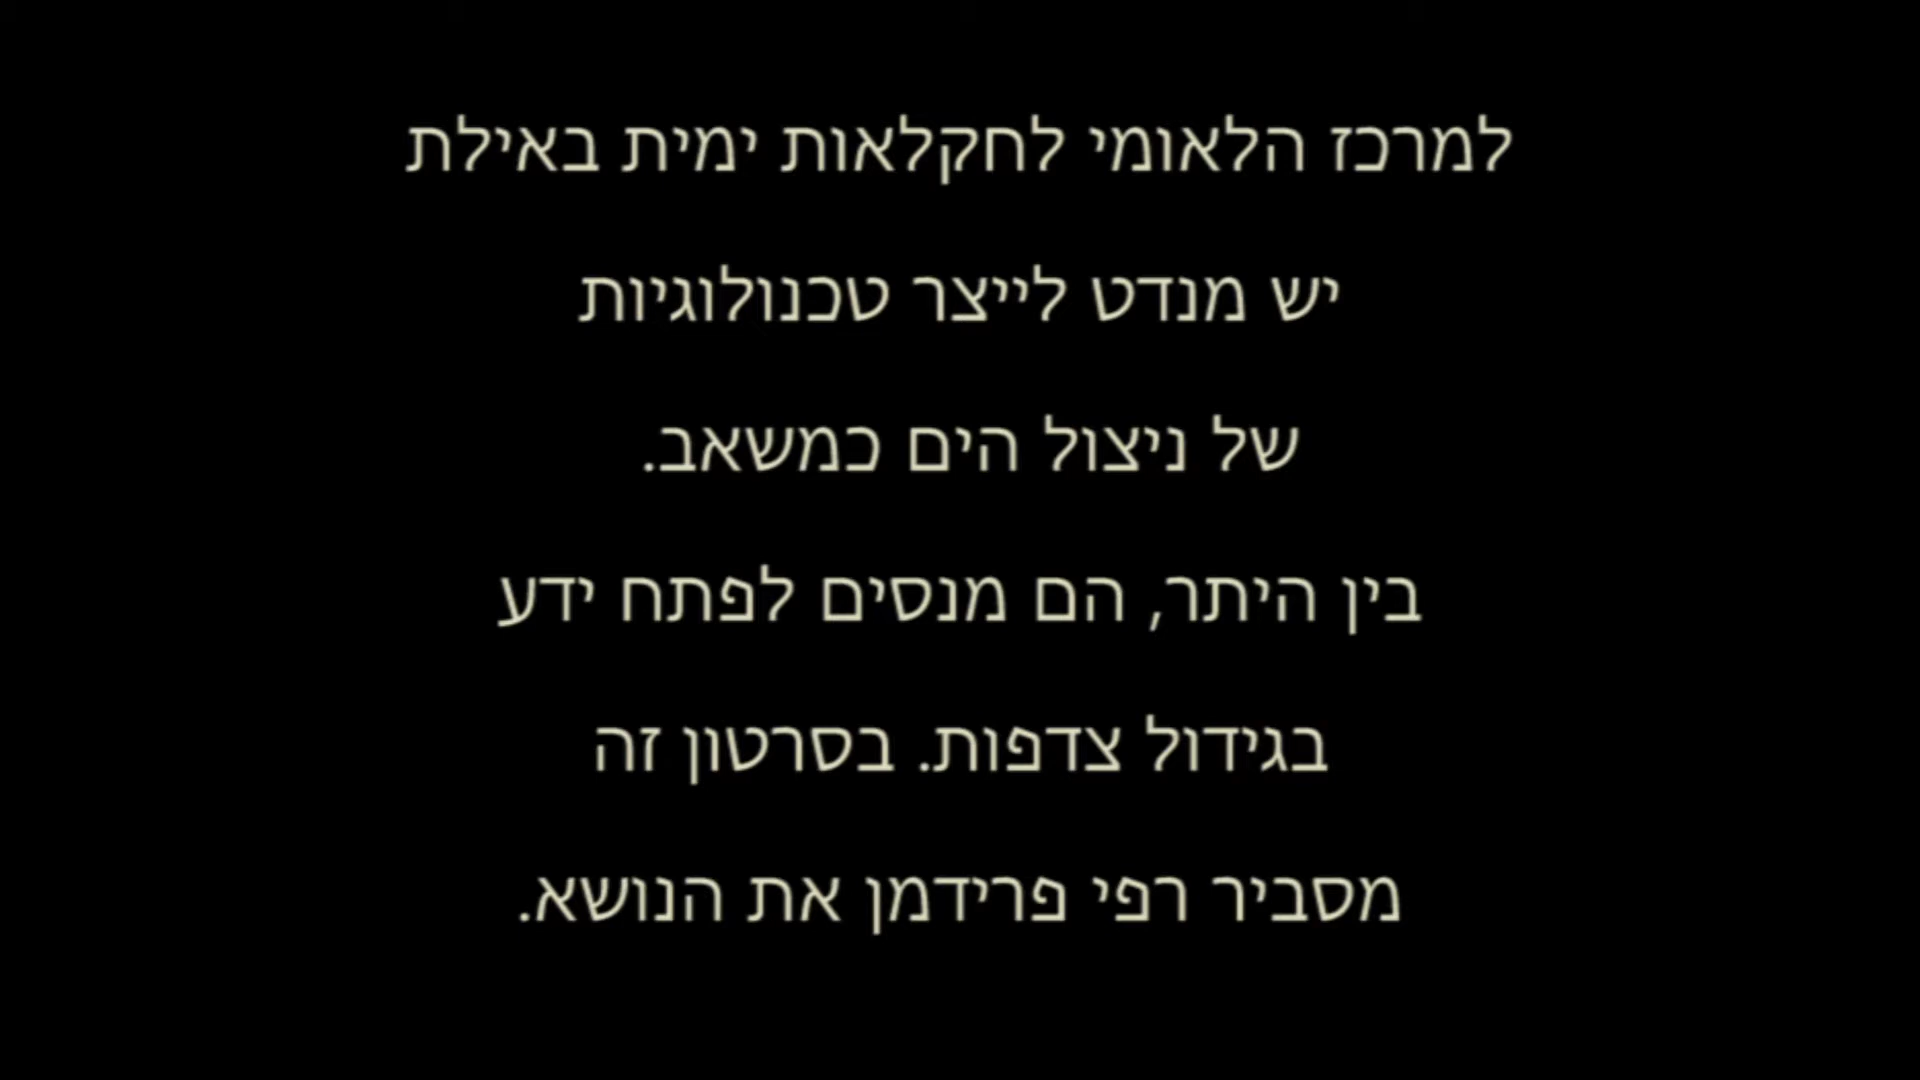 למרכז הלאומי לחקלאות ימית באילת
יש מנדט לייצר טכנולוגיות
של ניצול הים כמשאב.
בין היתר, הם מנסים לפתח ידע
בגידול צדפות. בסרטון זה
מסביר רפי פרידמן את הנושא.